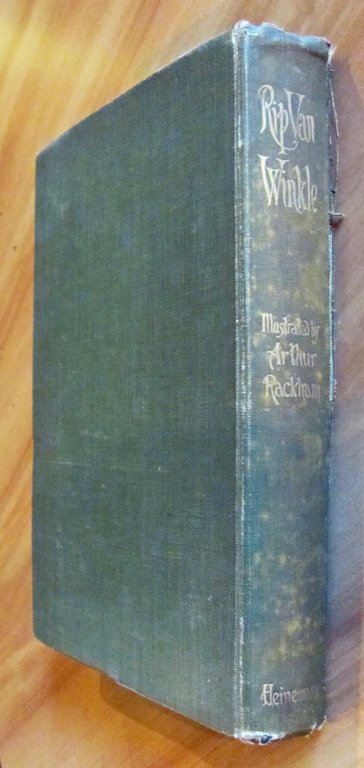 Rip Van
Winkle
Illustrated by
Arthur
Rackham
Heinemann